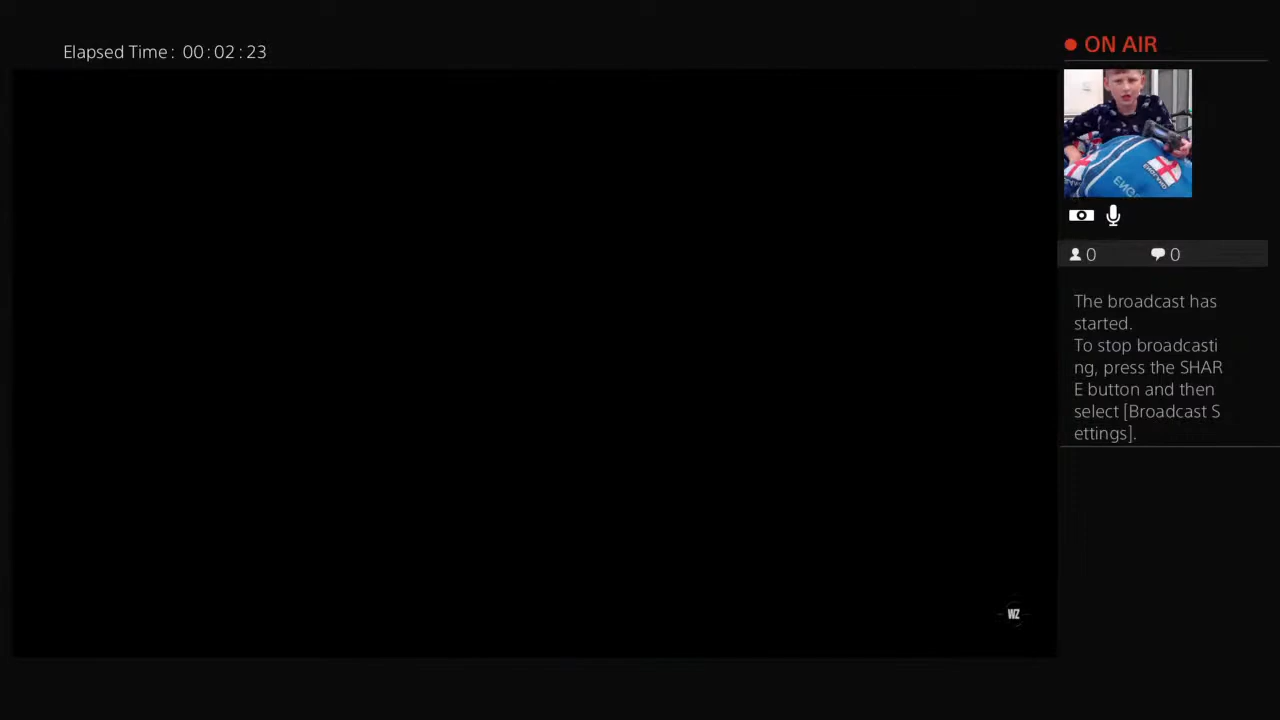 Elapsed Time: 00:02:23
ON AIR
ENGLAND
0 0
The broadcast has
started.
To stop broadcasti
ng, press the SHAR
E button and then
select [Broadcast S
ettings].
WZ